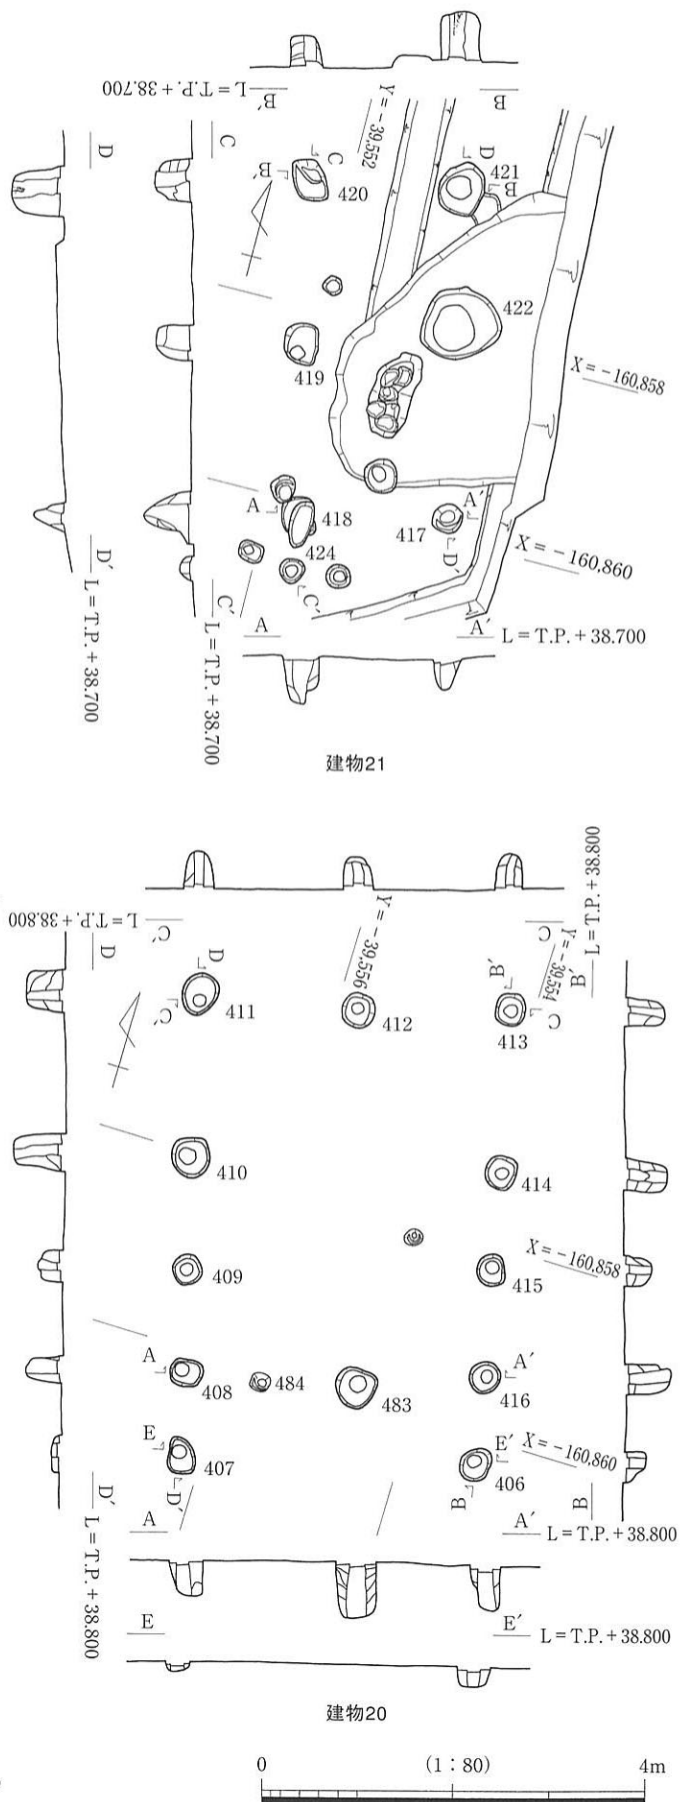 L = T.P. + 38.700
B′
B
Y = −39,552
D
C
C
B′
420
D
421
B
422
419
X = −160,858
A
418
424
C′
417
A′
D′
X = −160,860
D′
L = T.P. + 38.700
C′
L = T.P. + 38.700
A
A′
L = T.P. + 38.700
建物21
L = T.P. + 38.800
C′
Y = −39,556
C
Y = −39,554
B′
L = T.P. + 38.800
D
D
C′
411
412
B′
413
C
410
414
409
X = −160,858
415
A
408
484
483
A′
416
E
407
D′
E′
X = −160,860
406
B
B
D′
L = T.P. + 38.800
A
A′
L = T.P. + 38.800
E
E′
L = T.P. + 38.800
建物20
0
(1：80)
4m